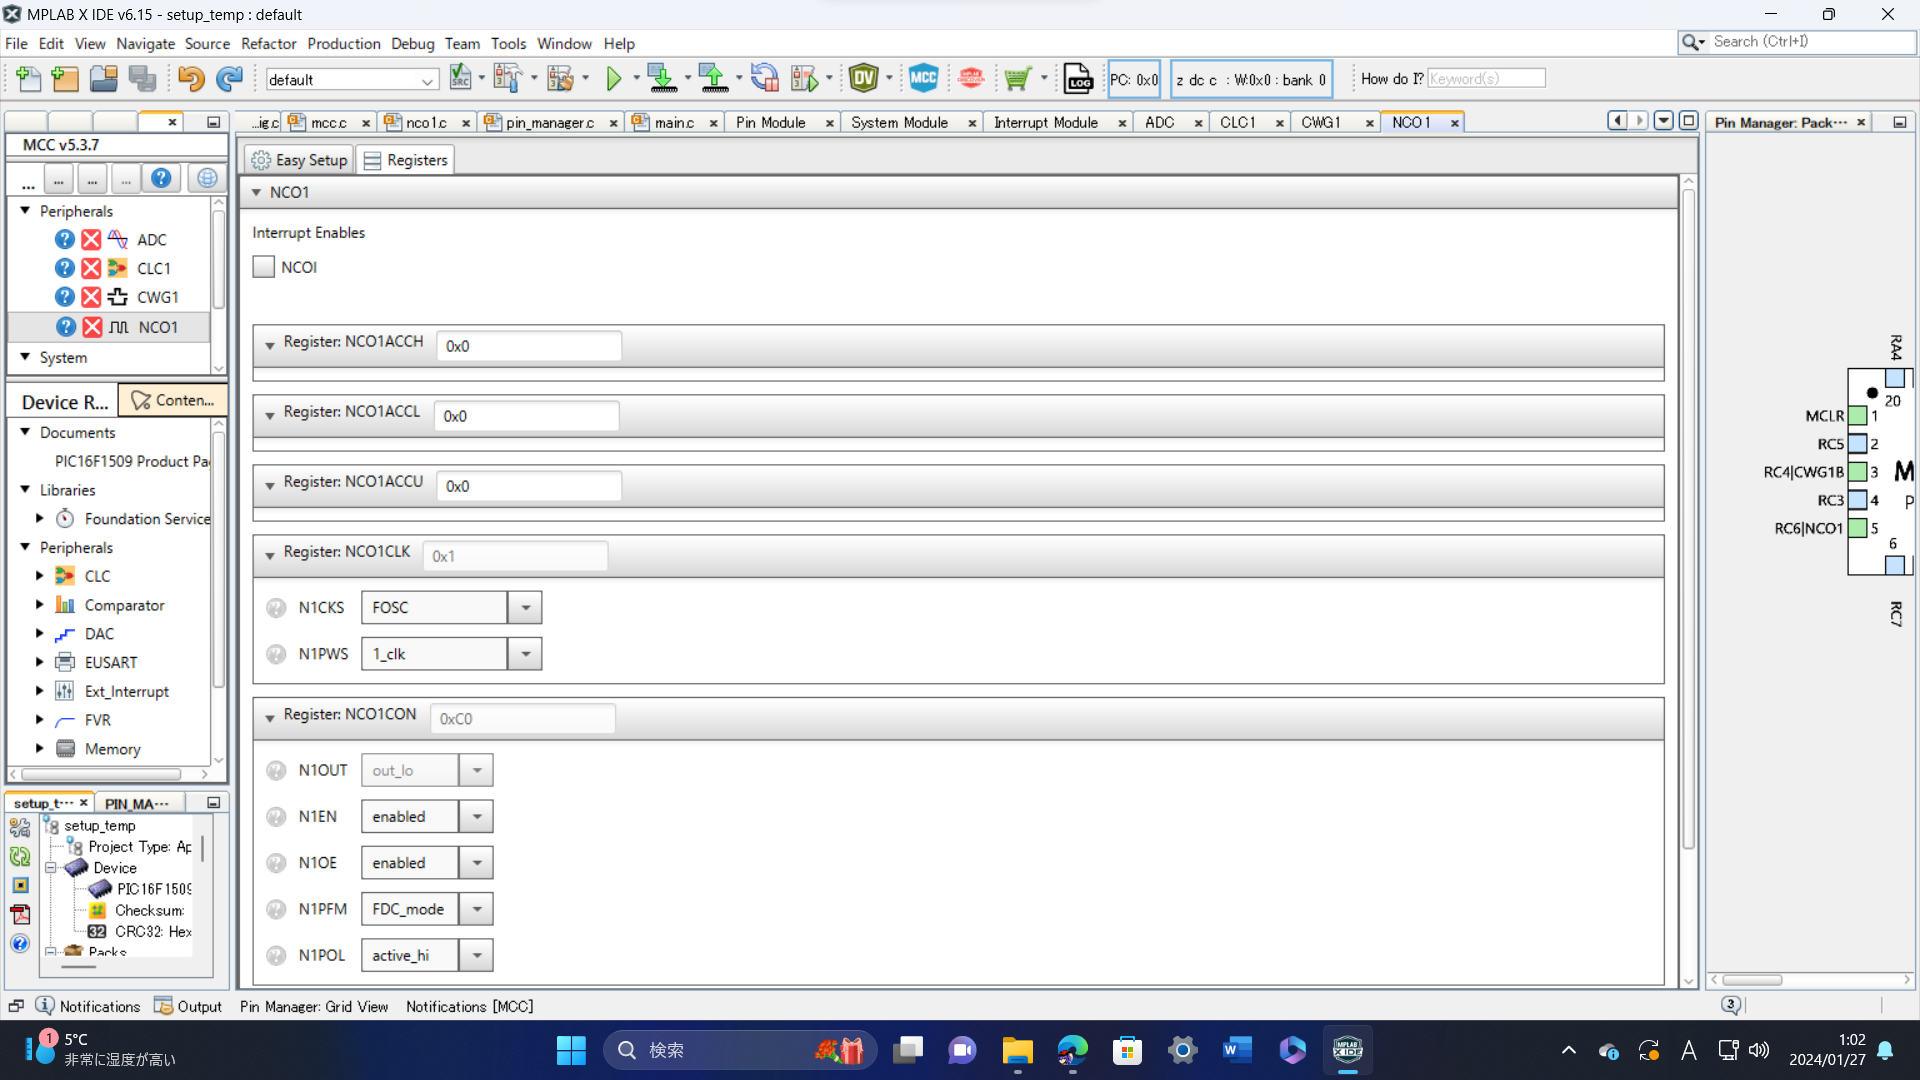 MPLAB X IDE v6.15 - setup_temp : default
File Edit View Navigate Source Refactor Production Debug Team Tools Window Help
Search (Ctrl+I)
default
PC: 0x0
z dc c : W:0x0 : bank 0
How do I?
Keyword(s)
...ig.c
mcc.c
nco1.c
pin_manager.c
main.c
Pin Module
System Module
Interrupt Module
ADC
CLC1
CWG1
NCO1
Pin Manager: Pack···
MCC v5.3.7
Easy Setup
Registers
... ... ... ...
Peripherals
ADC
CLC1
CWG1
NCO1
System
Device R...
Conten...
Documents
PIC16F1509 Product Pa
Libraries
Foundation Service
Peripherals
CLC
Comparator
DAC
EUSART
Ext_Interrupt
FVR
Memory
setup_t···
PIN_MA···
setup_temp
Project Type: Ap
Device
PIC16F1509
Checksum:
CRC32: Hex
Packs
NCO1
Interrupt Enables
NCOI
Register: NCO1ACCH 0x0
Register: NCO1ACCL 0x0
Register: NCO1ACCU 0x0
Register: NCO1CLK 0x1
N1CKS FOSC
N1PWS 1_clk
Register: NCO1CON 0xC0
N1OUT out_lo
N1EN enabled
N1OE enabled
N1PFM FDC_mode
N1POL active_hi
RA4
20
MCLR 1
RC5 2
RC4|CWG1B 3 M
RC3 4 P
RC6|NCO1 5
6
RC7
Notifications
Output
Pin Manager: Grid View
Notifications [MCC]
3
1
5°C
非常に湿度が高い
検索
A
1:02
2024/01/27